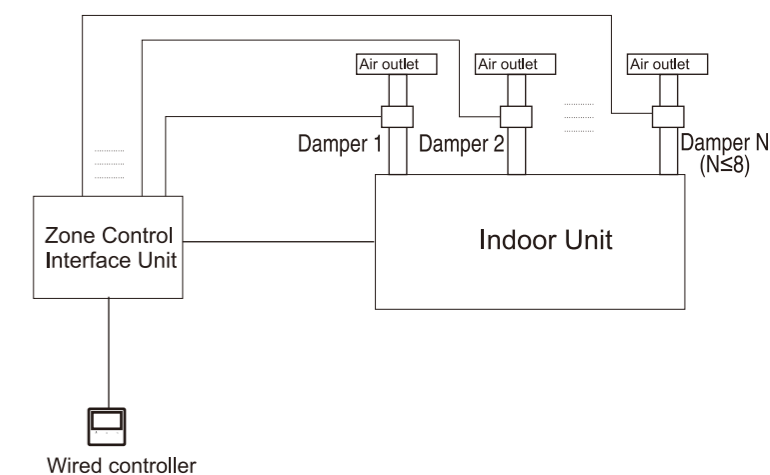 Air outlet
Air outlet
Air outlet
Damper 1
Damper 2
Damper N
(N≤8)
Zone Control
Interface Unit
Indoor Unit
Wired controller